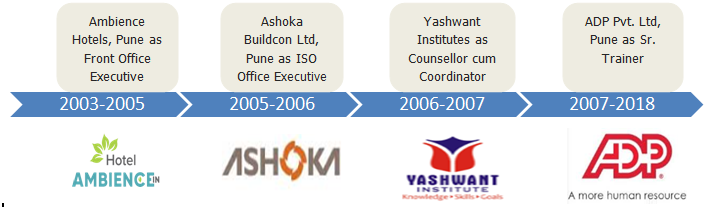 Ambience
Hotels, Pune as
Front Office
Executive
Ashoka
Buildcon Ltd,
Pune as ISO
Office Executive
Yashwant
Institutes as
Counsellor cum
Coordinator
ADP Pvt. Ltd,
Pune as Sr.
Trainer
2003-2005
2005-2006
2006-2007
2007-2018
Hotel
AMBIENCE IN
ASHOKA
YASHWANT
INSTITUTE
Knowledge • Skills • Goals
ADP
A more human resource